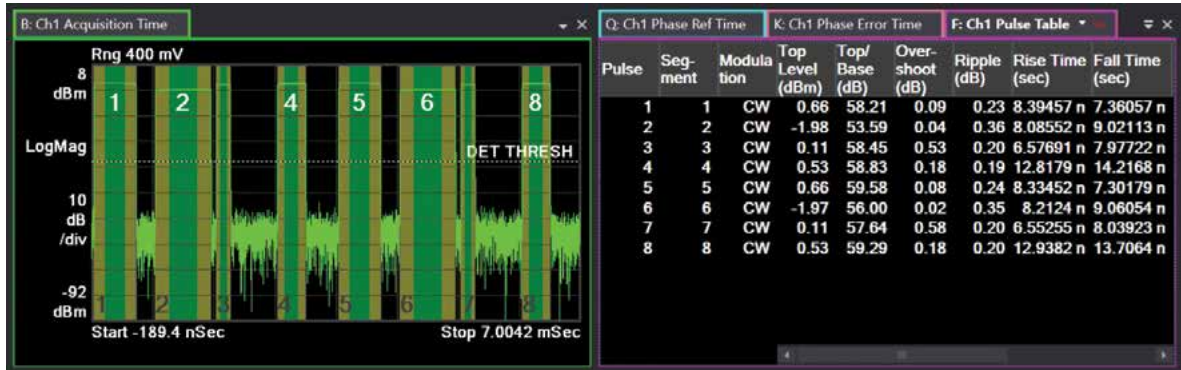 B: Ch1 Acquisition Time
Rng 400 mV
8
dBm
LogMag
10
dB
/div
-92
dBm
1 2 4 5 6 8
DET THRESH
1 2 3 4 5 6 7 8
Start -189.4 nSec Stop 7.0042 mSec
Q: Ch1 Phase Ref Time K: Ch1 Phase Error Time F: Ch1 Pulse Table
Pulse Seg-ment Modula tion Top Level (dBm) Top/ Base (dB) Over-shoot (dB) Ripple (dB) Rise Time (sec) Fall Time (sec)
1 1 CW 0.66 58.21 0.09 0.23 8.39457 n 7.36057 n
2 2 CW -1.98 53.59 0.04 0.36 8.08552 n 9.02113 n
3 3 CW 0.11 58.45 0.53 0.20 6.57691 n 7.97722 n
4 4 CW 0.53 58.83 0.18 0.19 12.8179 n 14.2168 n
5 5 CW 0.66 59.58 0.08 0.24 8.33452 n 7.30179 n
6 6 CW -1.97 56.00 0.02 0.35 8.2124 n 9.06054 n
7 7 CW 0.11 57.64 0.58 0.20 6.55255 n 8.03923 n
8 8 CW 0.53 59.29 0.18 0.20 12.9382 n 13.7064 n